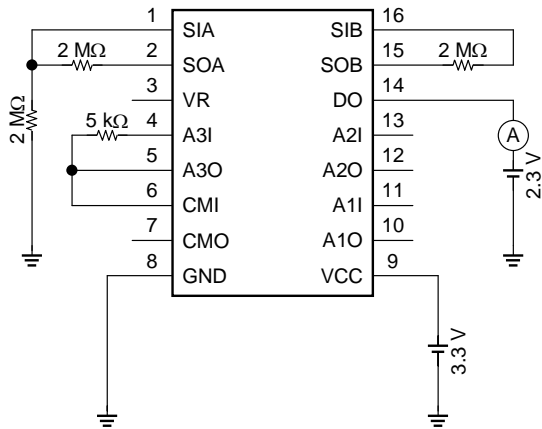 1 SIA SIB 16
2 MΩ 2 SOA SOB 15 2 MΩ
3 VR DO 14
2 MΩ
5 kΩ 4 A3I A2I 13
A
5 A3O A2O 12
2.3 V
6 CMI A1I 11
7 CMO A1O 10
8 GND VCC 9
3.3 V